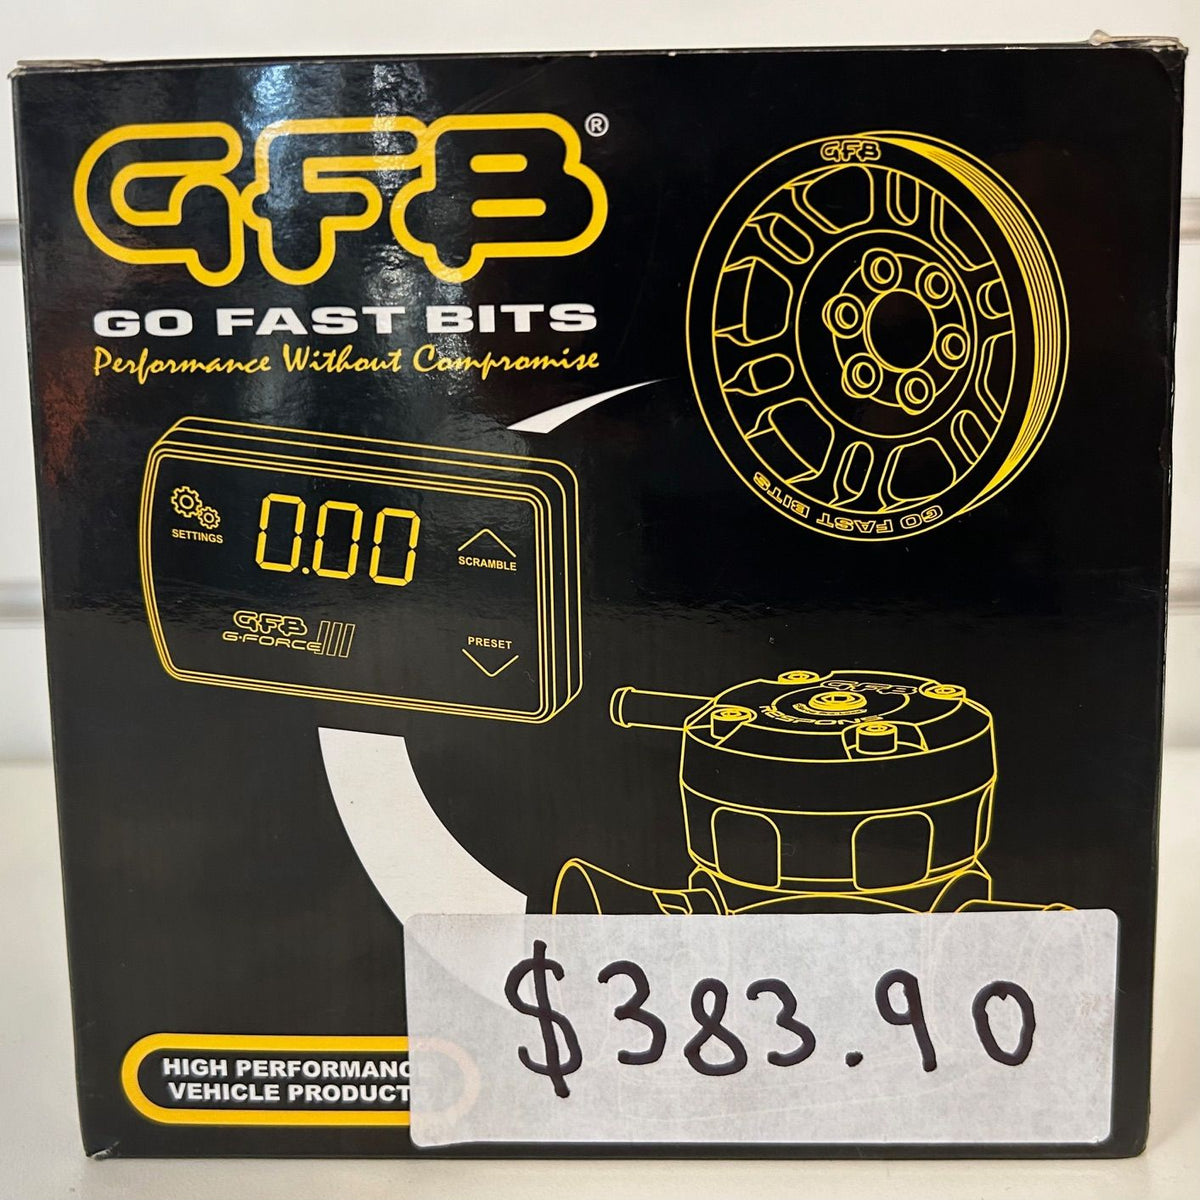 GFB®
GO FAST BITS
Performance Without Compromise
GFB
GO FAST BITS
SETTINGS
0.00
SCRAMBLE
GFB
G-FORCE III
PRESET
GFB
RESPONS
$383.90
HIGH PERFORMANC
VEHICLE PRODUCT